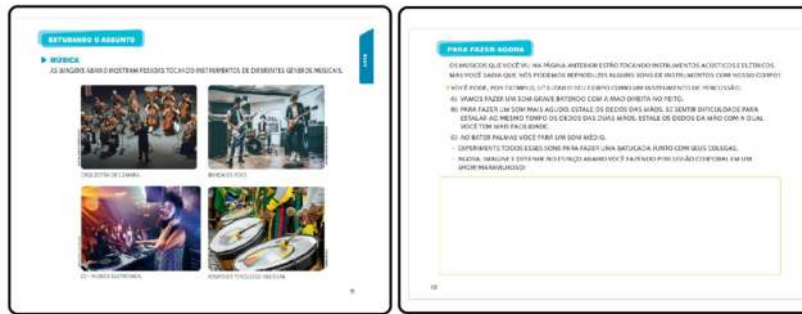 ESTUDANDO O ASSUNTO
MÚSICA
AS IMAGENS ABAIXO MOSTRAM PESSOAS TOCANDO INSTRUMENTOS DE DIFERENTES GÊNEROS MUSICAIS.
ORQUESTRA DE CÂMARA.
BANDA DE
DJ - MÚSICA ELETRÔNICA.
PARA FAZER AGORA
OS MÚSICOS QUE VOCÊ VIU NA PÁGINA ANTERIOR ESTÃO TOCANDO INSTRUMENTOS ACÚSTICOS E ELÉTRICOS.
MAS VOCÊ SABIA QUE NÓS PODEMOS REPRODUZIR ALGUNS SONS DE INSTRUMENTOS COM NOSSO CORPO?
VOCÊ PODE, POR EXEMPLO, UTILIZAR O SEU CORPO COMO UM INSTRUMENTO DE PERCUSSÃO.
A) VAMOS FAZER UM SOM GRAVE BATENDO COM A MÃO DIREITA NO PEITO.
B) PARA FAZER UM SOM MAIS AGUDO, ESTALE OS DEDOS DAS MÃOS. SE SENTIR DIFICULDADE PARA
ESTALAR AO MESMO TEMPO OS DEDOS DAS DUAS MÃOS, ESTALE OS DEDOS DA MÃO COM A QUAL
VOCÊ TEM MAIS FACILIDADE.
C) AO BATER PALMAS VOCÊ FARÁ UM SOM MÉDIO.
- EXPERIMENTE TODOS ESSES SONS PARA FAZER UMA BATUCADA JUNTO COM SEUS COLEGAS.
- AGORA, IMAGINE E DESENHE NO ESPAÇO ABAIXO VOCÊ FAZENDO PERCUSSÃO CORPORAL EM UM
SHOW MARAVILHOSO!